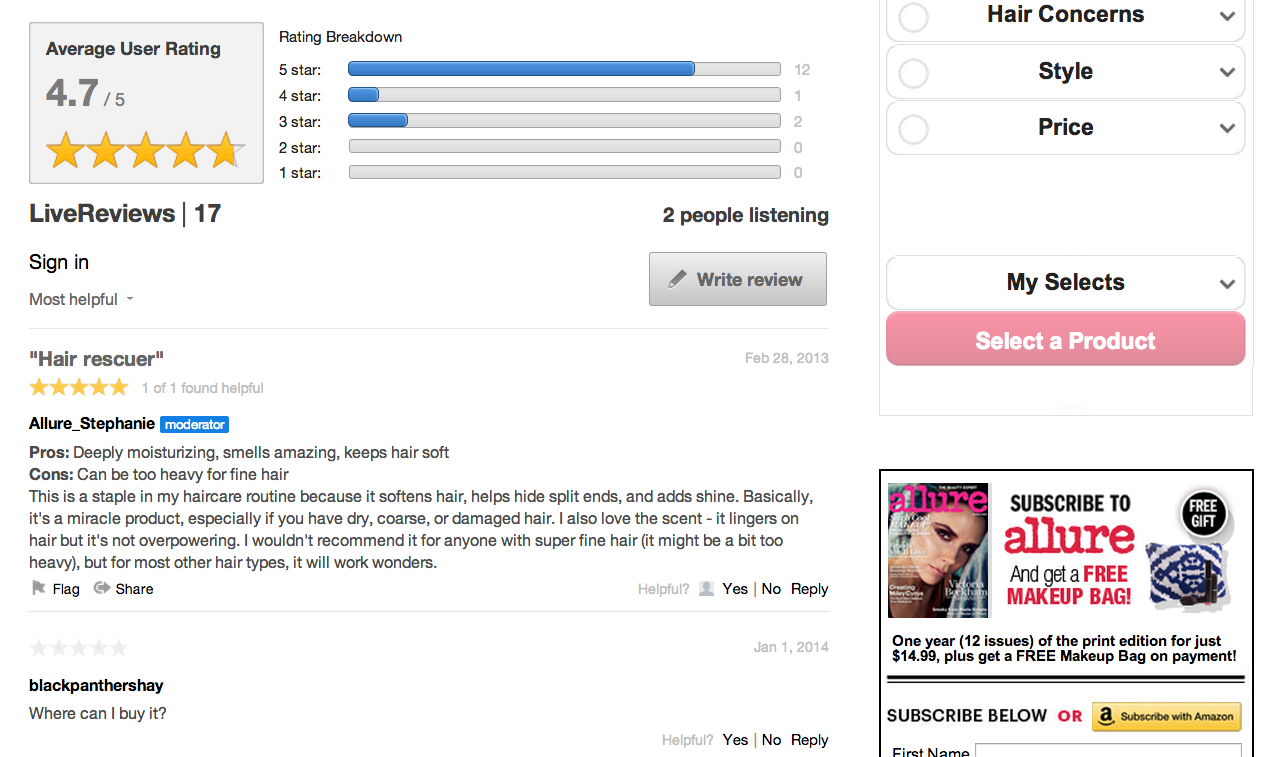 Average User Rating
4.7 / 5
Rating Breakdown
5 star: 12
4 star: 1
3 star: 2
2 star: 0
1 star: 0
LiveReviews | 17
2 people listening
Sign in
Write review
Most helpful
"Hair rescuer"
Feb 28, 2013
1 of 1 found helpful
Allure_Stephanie moderator
Pros: Deeply moisturizing, smells amazing, keeps hair soft
Cons: Can be too heavy for fine hair
This is a staple in my haircare routine because it softens hair, helps hide split ends, and adds shine. Basically,
it's a miracle product, especially if you have dry, coarse, or damaged hair. I also love the scent - it lingers on
hair but it's not overpowering. I wouldn't recommend it for anyone with super fine hair (it might be a bit too
heavy), but for most other hair types, it will work wonders.
Flag Share Helpful? Yes | No Reply
Jan 1, 2014
blackpanthershay
Where can I buy it?
Helpful? Yes | No Reply
Hair Concerns
Style
Price
My Selects
Select a Product
allure
Victoria
Beckham
SUBSCRIBE TO
allure
And get a FREE
MAKEUP BAG!
FREE
GIFT
One year (12 issues) of the print edition for just
$14.99, plus get a FREE Makeup Bag on payment!
SUBSCRIBE BELOW OR a Subscribe with Amazon
First Name